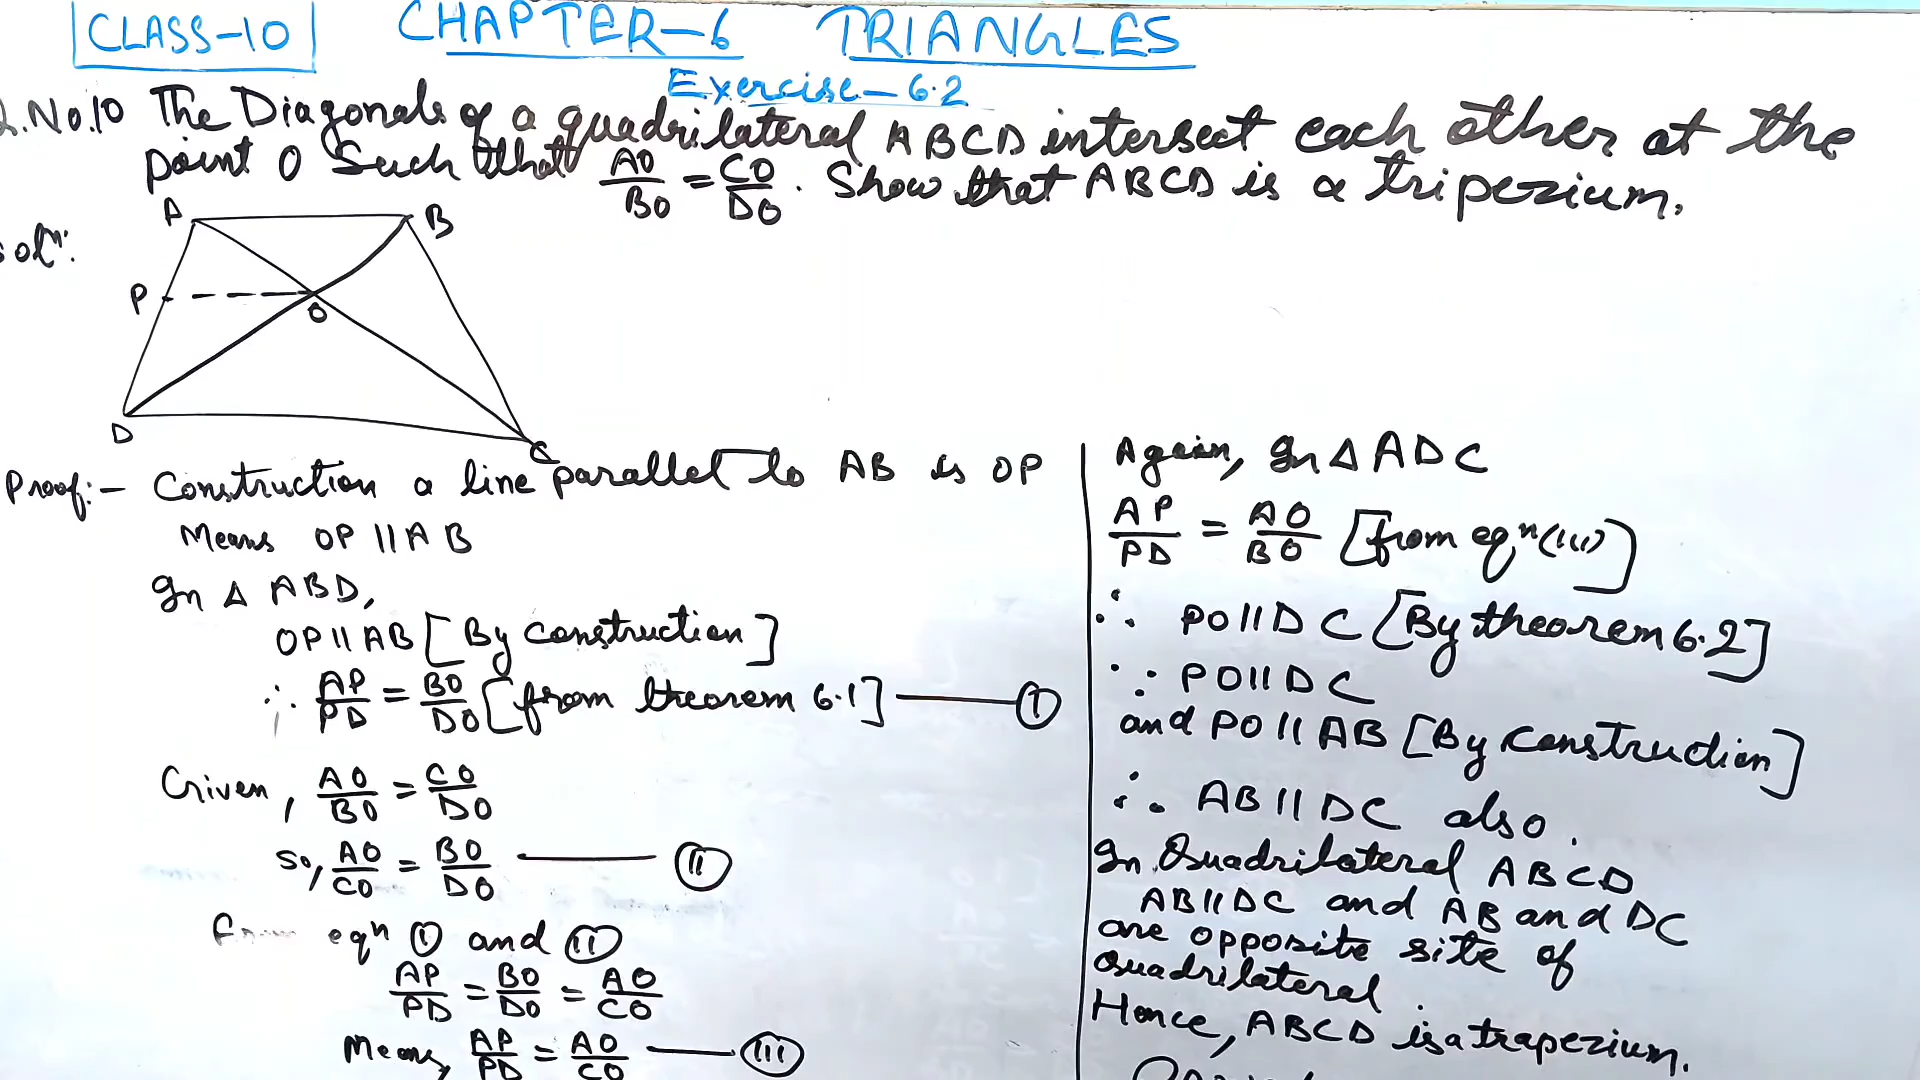 CLASS-10 CHAPTER-6 TRIANGLES
Exercise-6.2
Q.No.10 The Diagonals of a quadrilateral ABCD intersect each other at the
point O Such that AO/BO = CO/DO. Show that ABCD is a tripezium.
Solⁿ:
A
B
P
O
D
C
Proof:- Construction a line parallel to AB is OP
Means OP || AB
In Δ ABD,
OP || AB [By Construction]
∴ AP/PD = BO/DO [from theorem 6.1] —— (I)
Given, AO/BO = CO/DO
So, AO/CO = BO/DO —— (II)
From eqⁿ (I) and (II)
AP/PD = BO/DO = AO/CO
Means, AP/PD = AO/CO —— (III)
Again, In Δ ADC
AP/PD = AO/BO [from eqⁿ (iii)]
∴ PO || DC [By theorem 6.2]
∵ PO || DC
and PO || AB [By Construction]
∴ AB || DC also.
In Quadrilateral ABCD
AB || DC and AB and DC
are opposite site of
Quadrilateral.
Hence, ABCD is a trapezium.